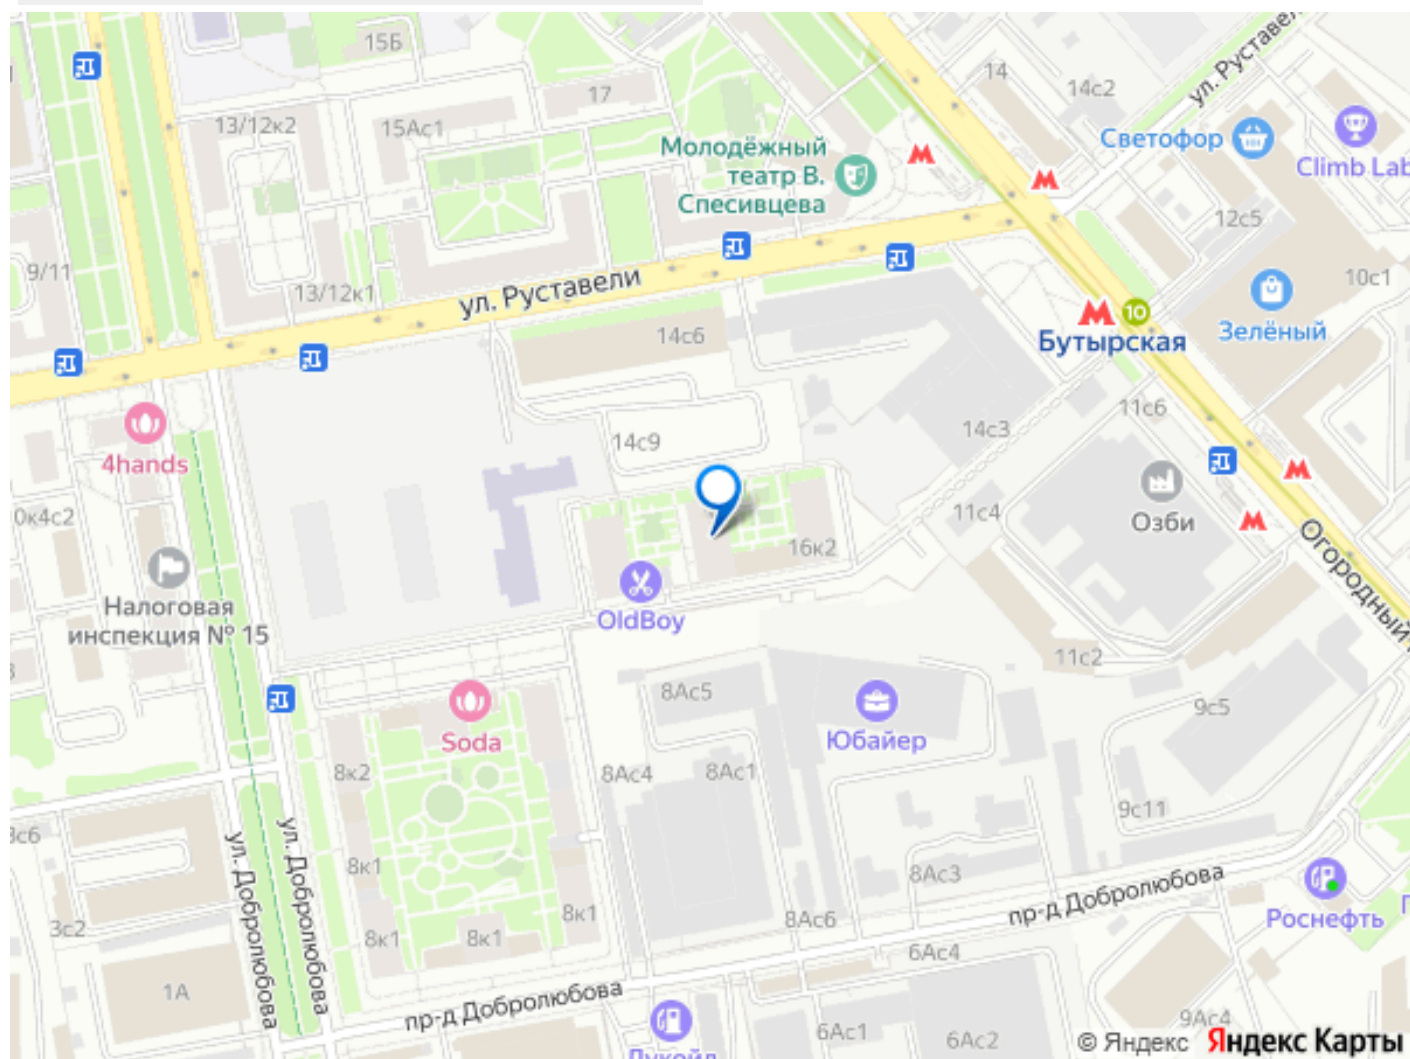 15Б
14
ул. Руставе
17
14с2
13/12к2
15Ас1
Молодёжный
театр В.
Спесивцева
Светофор
Climb Lab
12с5
9/11
13/12к1
ул. Руставели
10с1
10
Бутырская
Зелёный
14с6
11с6
14с9
14с3
4hands
0к4с2
11с4
Озби
16к2
Огородный
Налоговая
инспекция № 15
OldBoy
11с2
8Ас5
9с5
Soda
Юбайер
8к2
8Ас4
8Ас1
9с11
3с6
ул. Добролюбова
ул. Добролюбова
8к1
8Ас3
пр-д Добролюбова
Роснефть
3с2
8к1
8к1
8к1
8Ас6
6Ас4
1А
пр-д Добролюбова
Лукойл
6Ас1
6Ас2
9Ас4
© Яндекс Яндекс Карты